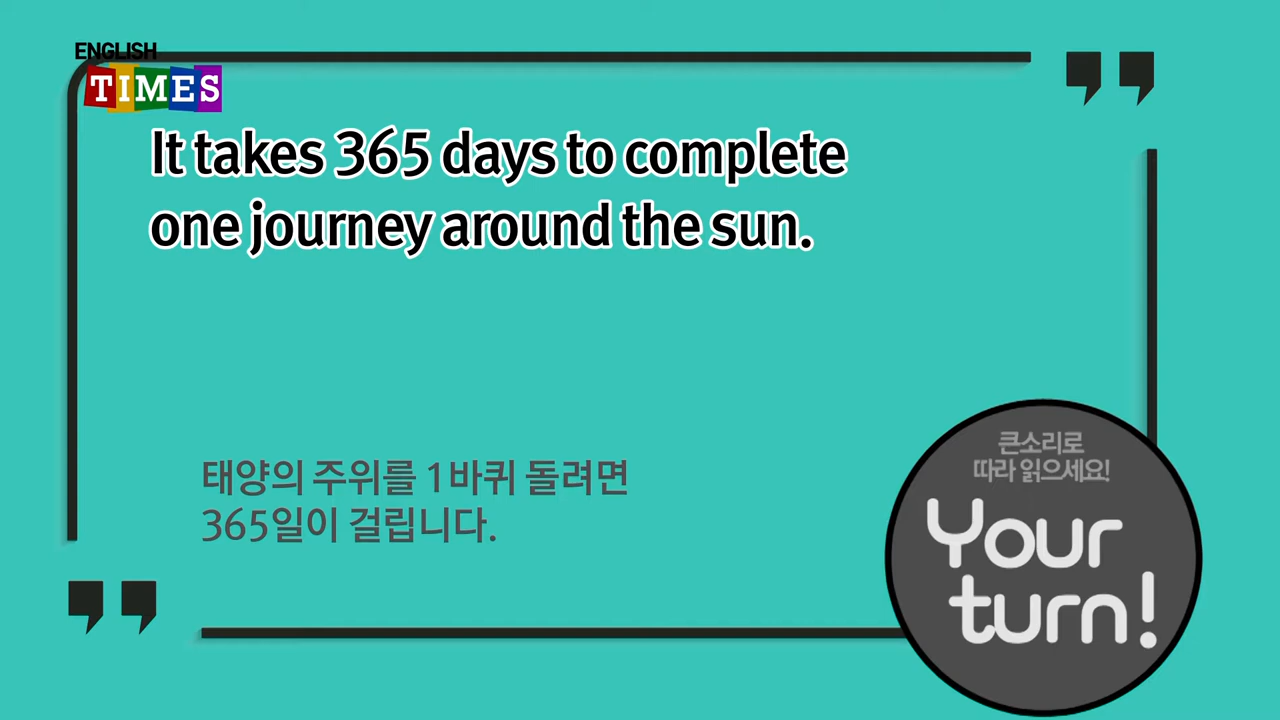 ENGLISH
TIMES
It takes 365 days to complete
one journey around the sun.
태양의 주위를 1바퀴 돌려면
365일이 걸립니다.
큰소리로
따라 읽으세요!
Your
turn!